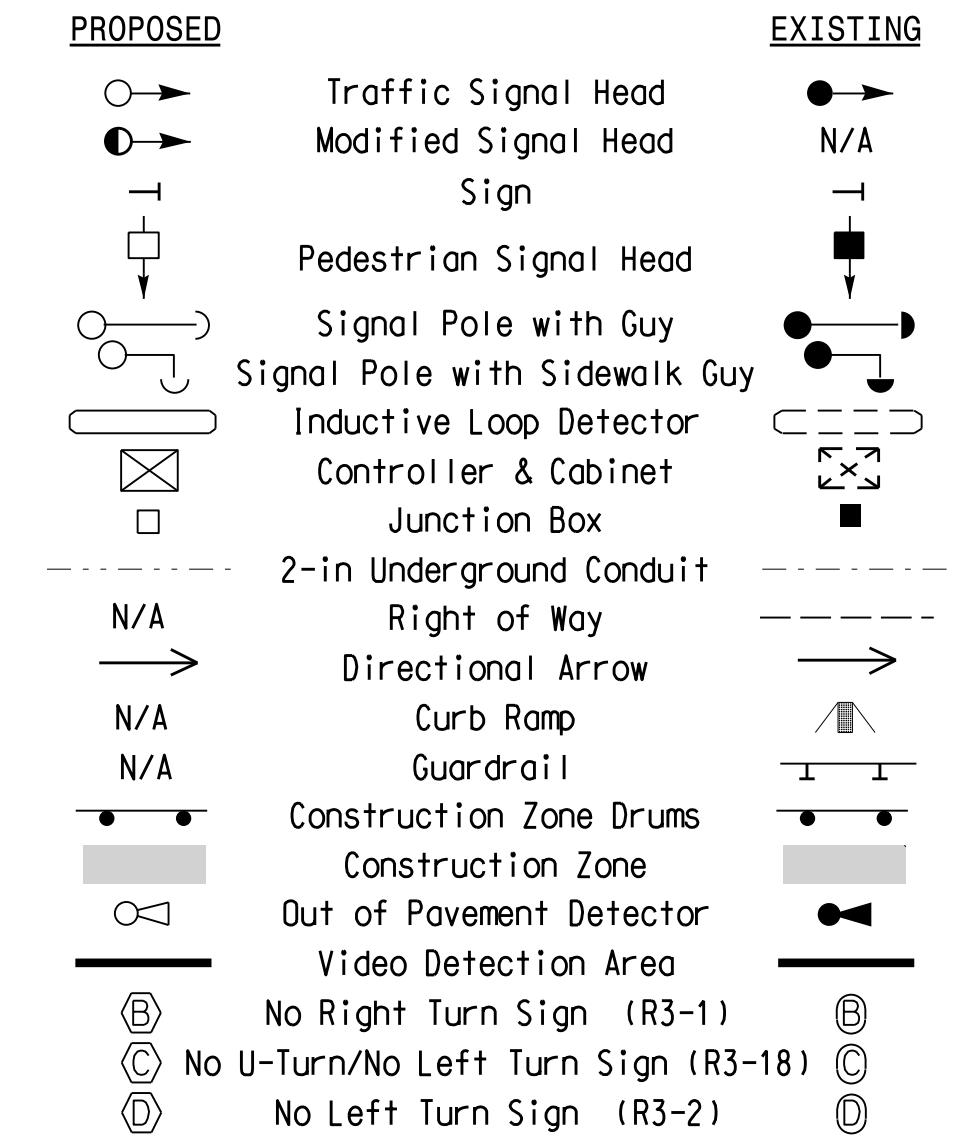 PROPOSED EXISTING
Traffic Signal Head
Modified Signal Head N/A
Sign
Pedestrian Signal Head
Signal Pole with Guy
Signal Pole with Sidewalk Guy
Inductive Loop Detector
Controller & Cabinet
Junction Box
2-in Underground Conduit
N/A Right of Way
Directional Arrow
N/A Curb Ramp
N/A Guardrail
Construction Zone Drums
Construction Zone
Out of Pavement Detector
Video Detection Area
B No Right Turn Sign (R3-1) B
C No U-Turn/No Left Turn Sign (R3-18) C
D No Left Turn Sign (R3-2) D